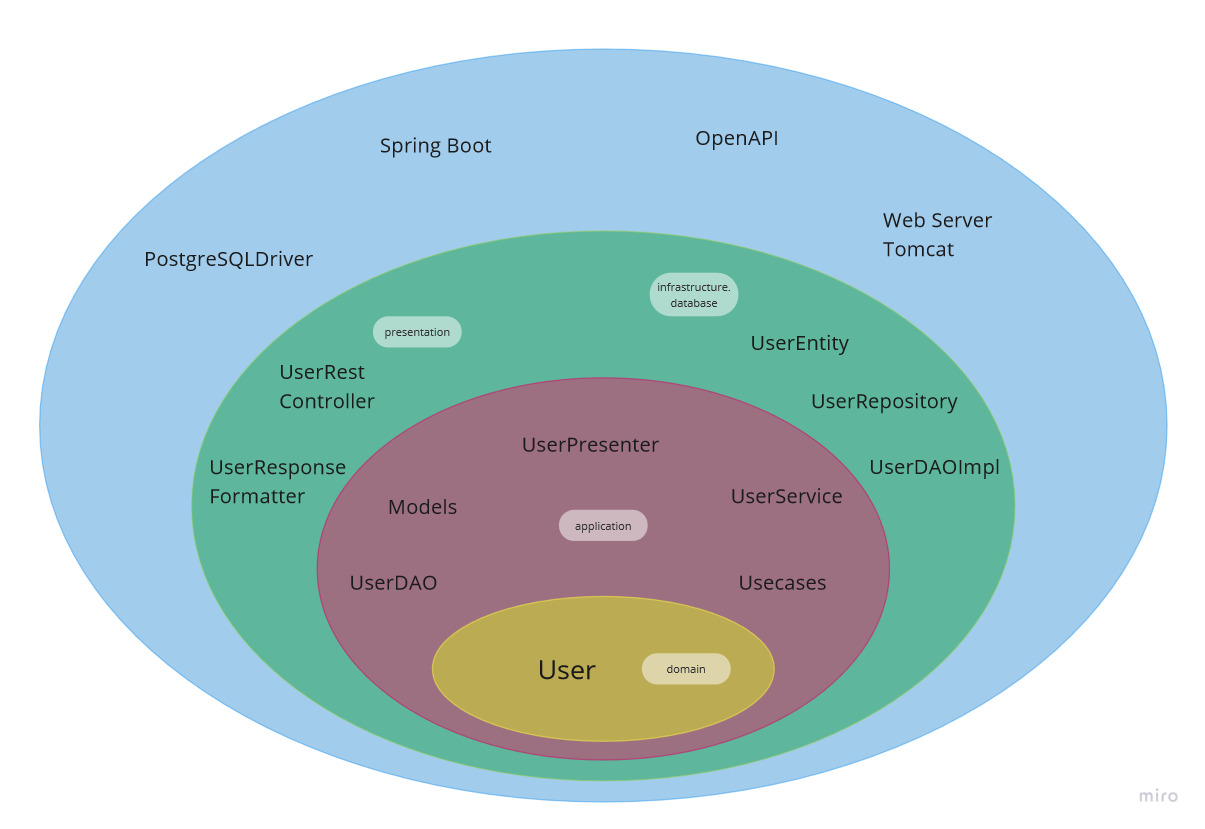 Spring Boot
OpenAPI
Web Server
Tomcat
PostgreSQLDriver
infrastructure.
database
presentation
UserEntity
UserRest
Controller
UserRepository
UserPresenter
UserResponse
Formatter
UserDAOImpl
Models
UserService
application
UserDAO
Usecases
User
domain
miro